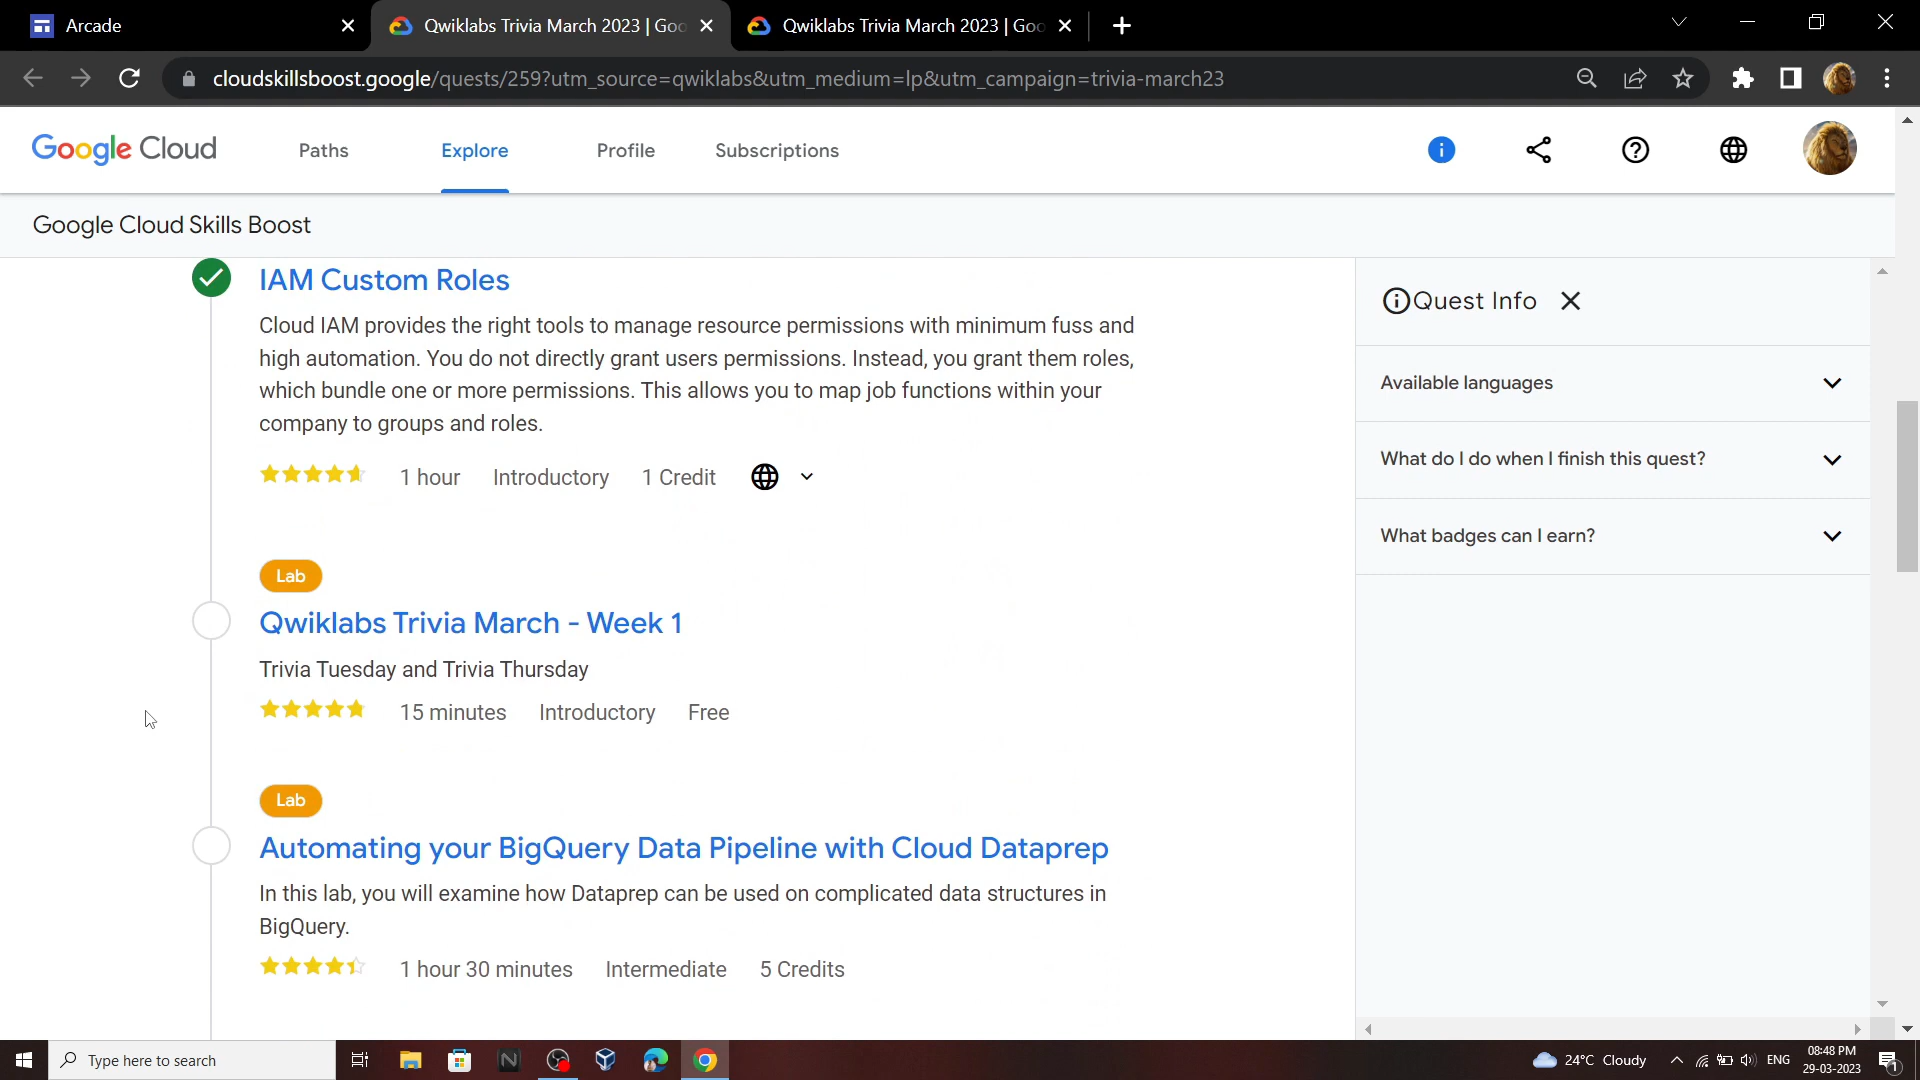 Arcade
Qwiklabs Trivia March 2023 | Goo
Qwiklabs Trivia March 2023 | Goo
cloudskillsboost.google/quests/259?utm_source=qwiklabs&utm_medium=lp&utm_campaign=trivia-march23
Google Cloud
Paths
Explore
Profile
Subscriptions
Google Cloud Skills Boost
IAM Custom Roles
Cloud IAM provides the right tools to manage resource permissions with minimum fuss and
high automation. You do not directly grant users permissions. Instead, you grant them roles,
which bundle one or more permissions. This allows you to map job functions within your
company to groups and roles.
1 hour Introductory 1 Credit
Lab
Qwiklabs Trivia March - Week 1
Trivia Tuesday and Trivia Thursday
15 minutes Introductory Free
Lab
Automating your BigQuery Data Pipeline with Cloud Dataprep
In this lab, you will examine how Dataprep can be used on complicated data structures in
BigQuery.
1 hour 30 minutes Intermediate 5 Credits
Quest Info
Available languages
What do I do when I finish this quest?
What badges can I earn?
Type here to search
24°C Cloudy
ENG
08:48 PM
29-03-2023
1